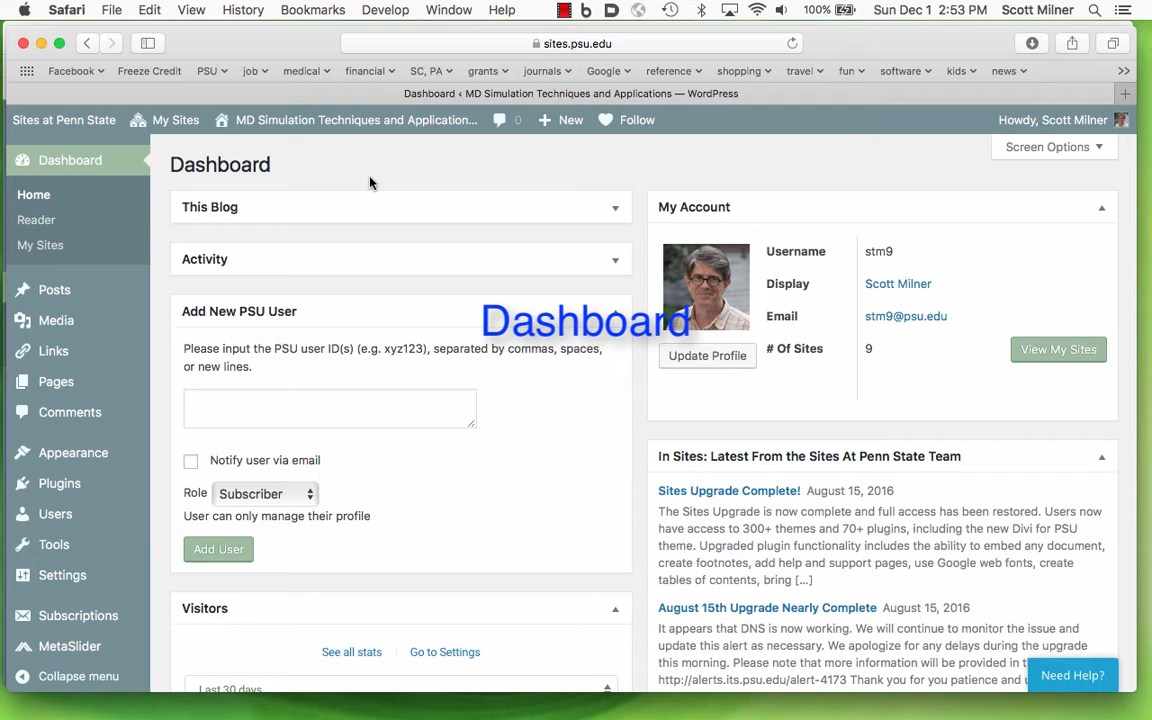 Safari File Edit View History Bookmarks Develop Window Help 100% Sun Dec 1 2:53 PM Scott Milner
sites.psu.edu
Facebook Freeze Credit PSU job medical financial SC, PA grants journals Google reference shopping travel fun software kids news
Dashboard ‹ MD Simulation Techniques and Applications — WordPress
Sites at Penn State My Sites MD Simulation Techniques and Application... 0 New Follow Howdy, Scott Milner
Screen Options
Dashboard
Home
Reader
My Sites
Posts
Media
Links
Pages
Comments
Appearance
Plugins
Users
Tools
Settings
Subscriptions
MetaSlider
Collapse menu
Dashboard
This Blog
Activity
Add New PSU User
Please input the PSU user ID(s) (e.g. xyz123), separated by commas, spaces,
or new lines.
Notify user via email
Role Subscriber
User can only manage their profile
Add User
Visitors
See all stats Go to Settings
Last 30 days
Dashboard
My Account
Username stm9
Display Scott Milner
Email stm9@psu.edu
# Of Sites 9
Update Profile
View My Sites
In Sites: Latest From the Sites At Penn State Team
Sites Upgrade Complete! August 15, 2016
The Sites Upgrade is now complete and full access has been restored. Users now
have access to 300+ themes and 70+ plugins, including the new Divi for PSU
theme. Upgraded plugin functionality includes the ability to embed any document,
create footnotes, add help and support pages, use Google web fonts, create
tables of contents, bring [...]
August 15th Upgrade Nearly Complete August 15, 2016
It appears that DNS is now working. We will continue to monitor the issue and
update this alert as necessary. We apologize for any delays during the upgrade
this morning. Please note that more information will be provided in
http://alerts.its.psu.edu/alert-4173 Thank you for you patience and
Need Help?